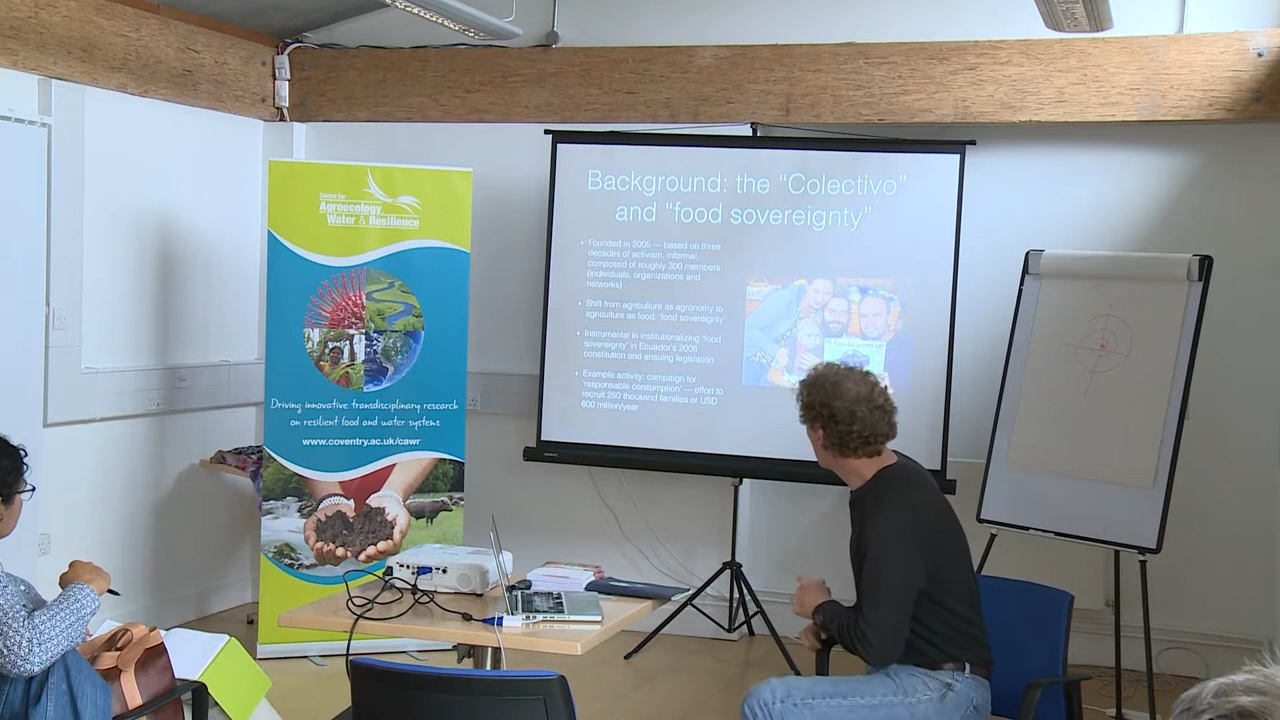 Centre for
Agroecology,
Water & Resilience
Driving innovative transdisciplinary research
on resilient food and water systems
www.coventry.ac.uk/cawr
Background: the "Colectivo"
and "food sovereignty"
• Founded in 2005 — based on three
decades of activism, informal,
composed of roughly 300 members
(individuals, organizations and
networks)
• Shift from agriculture as agronomy to
agriculture as food: 'food sovereignty'
• Instrumental in institutionalizing 'food
sovereignty' in Ecuador's 2008
constitution and ensuing legislation
• Example activity: campaign for
'responsable consumption' — effort to
recruit 250 thousand families or USD
600 million/year